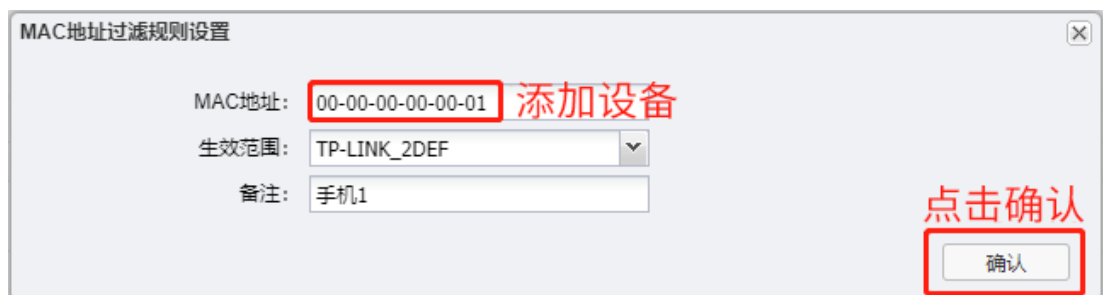 MAC地址过滤规则设置
MAC地址: 00-00-00-00-00-01 添加设备
生效范围: TP-LINK_2DEF
备注: 手机1
点击确认
确认